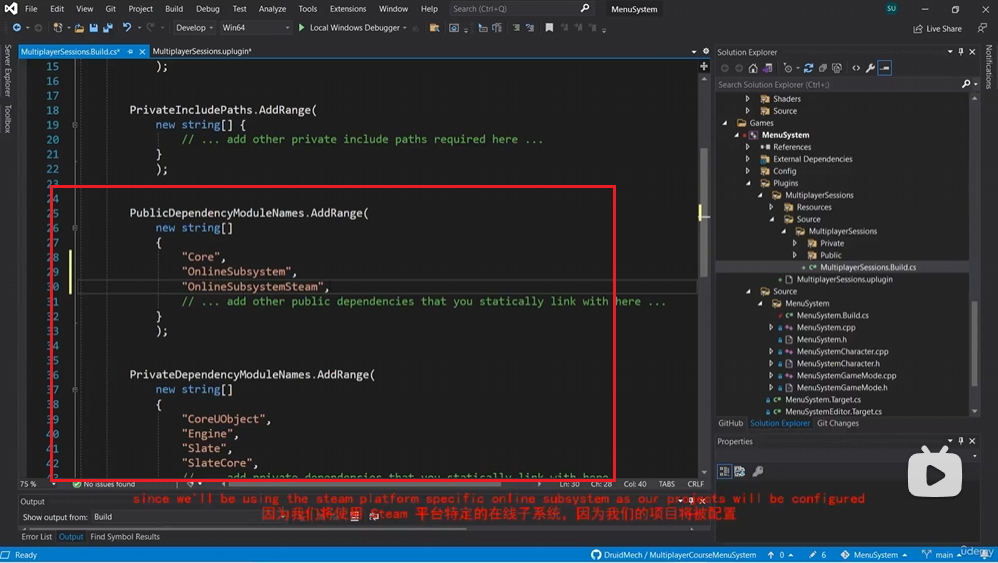 File Edit View Git Project Build Debug Test Analyze Tools Extensions Window Help Search (Ctrl+Q) MenuSystem SU
Develop Win64 Local Windows Debugger Live Share
MultiplayerSessions.Build.cs* MultiplayerSessions.uplugin*
Server Explorer
Toolbox
15 );
16
17
18 PrivateIncludePaths.AddRange(
19 new string[] {
20 // ... add other private include paths required here ...
21 }
22 );
23
24
25 PublicDependencyModuleNames.AddRange(
26 new string[]
27 {
28 "Core",
29 "OnlineSubsystem",
30 "OnlineSubsystemSteam",
31 // ... add other public dependencies that you statically link with here ...
32 }
33 );
34
35
36 PrivateDependencyModuleNames.AddRange(
37 new string[]
38 {
39 "CoreUObject",
40 "Engine",
41 "Slate",
42 "SlateCore",
// ... add private dependencies that you statically link with here
75 % No issues found Ln: 30 Ch: 28 Col: 40 TABS CRLF
Solution Explorer
Search Solution Explorer (Ctrl+;)
Shaders
Source
Games
MenuSystem
References
External Dependencies
Config
Plugins
MultiplayerSessions
Resources
Source
MultiplayerSessions
Private
Public
MultiplayerSessions.Build.cs
MultiplayerSessions.uplugin
Source
MenuSystem
MenuSystem.Build.cs
MenuSystem.cpp
MenuSystem.h
MenuSystemCharacter.cpp
MenuSystemCharacter.h
MenuSystemGameMode.cpp
MenuSystemGameMode.h
MenuSystem.Target.cs
MenuSystemEditor.Target.cs
GitHub Solution Explorer Git Changes
Properties
Notifications
Output
since we'll be using the steam platform specific online subsystem as our projects will be configured
Show output from: Build
因为我们将使用 Steam 平台特定的在线子系统，因为我们的项目将被配置
Error List Output Find Symbol Results
Ready DruidMech / MultiplayerCourseMenuSystem 0 6 MenuSystem main
udemy